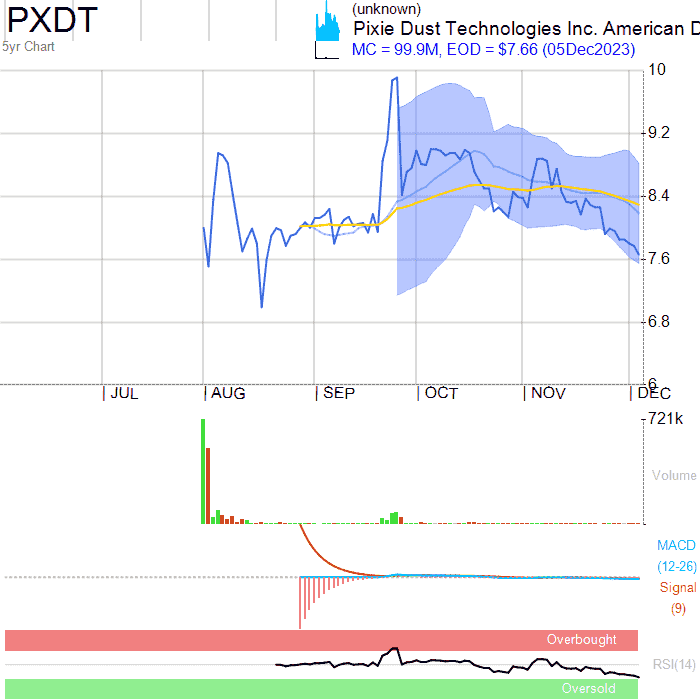 PXDT
5yr Chart
(unknown)
Pixie Dust Technologies Inc. American D
MC = 99.9M, EOD = $7.66 (05Dec2023)
10
9.2
8.4
7.6
6.8
6
JUL AUG SEP OCT NOV DEC
721k
Volume
MACD
(12-26)
Signal
(9)
Overbought
RSI(14)
Oversold